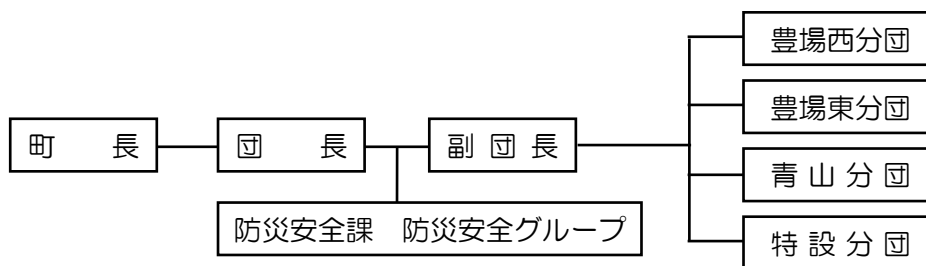 豊場西分団
豊場東分団
町　長
団　長
副団長
青山分団
防災安全課　防災安全グループ
特設分団